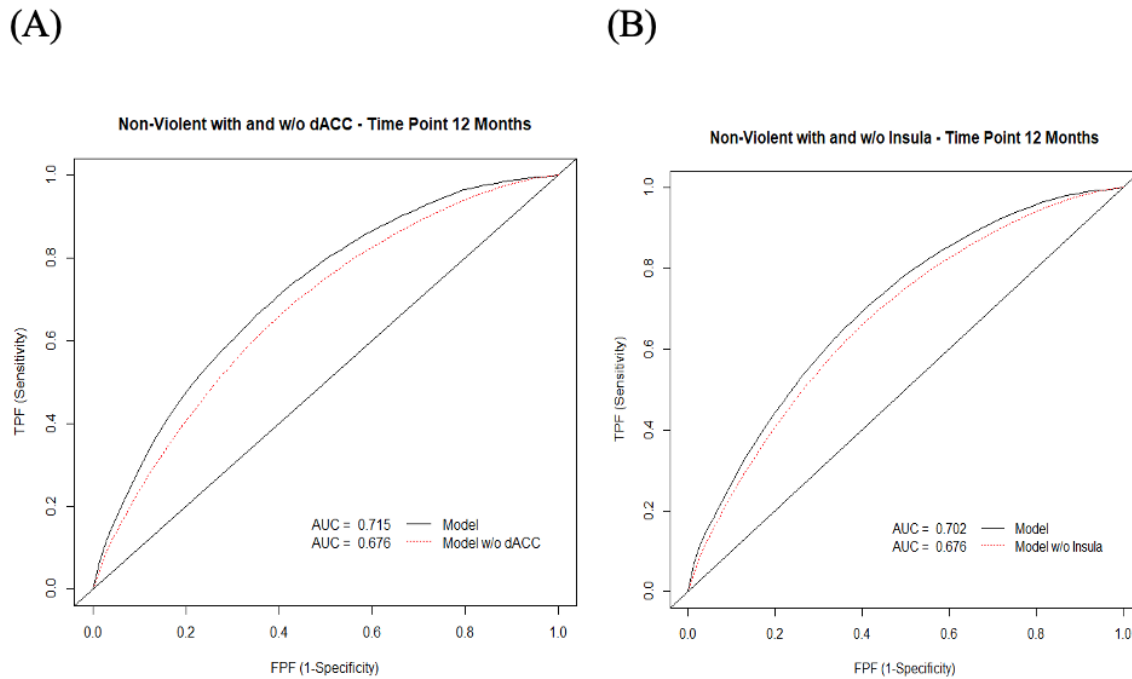 (A)
Non-Violent with and w/o dACC - Time Point 12 Months
TPF (Sensitivity)
1.0
0.8
0.6
0.4
0.2
0.0
AUC = 0.715 Model
AUC = 0.676 Model w/o dACC
0.0 0.2 0.4 0.6 0.8 1.0
FPF (1-Specificity)
(B)
Non-Violent with and w/o Insula - Time Point 12 Months
TPF (Sensitivity)
1.0
0.8
0.6
0.4
0.2
0.0
AUC = 0.702 Model
AUC = 0.676 Model w/o Insula
0.0 0.2 0.4 0.6 0.8 1.0
FPF (1-Specificity)